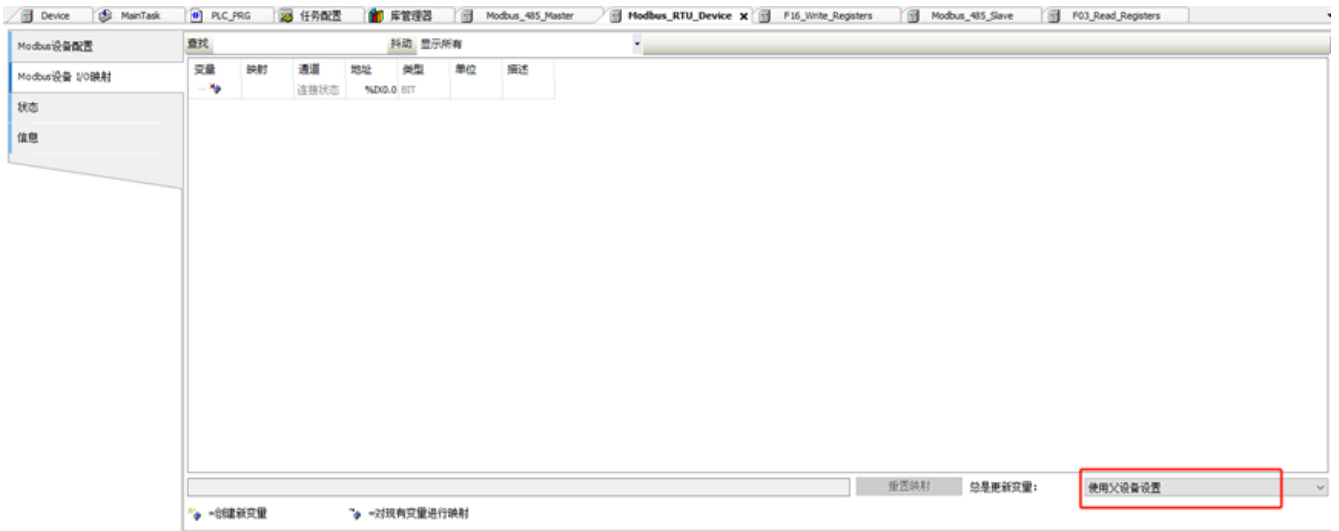 Device MainTask PLC_PRG 任务配置 库管理器 Modbus_485_Master Modbus_RTU_Device x F16_Write_Registers Modbus_485_Slave F03_Read_Registers
Modbus设备配置
Modbus设备 I/O映射
状态
信息
查找 抖动 显示所有
变量 映射 通道 地址 类型 单位 描述
连接状态 %IX0.0 BIT
重置映射 总是更新变量: 使用父设备设置
=创建新变量 =对现有变量进行映射